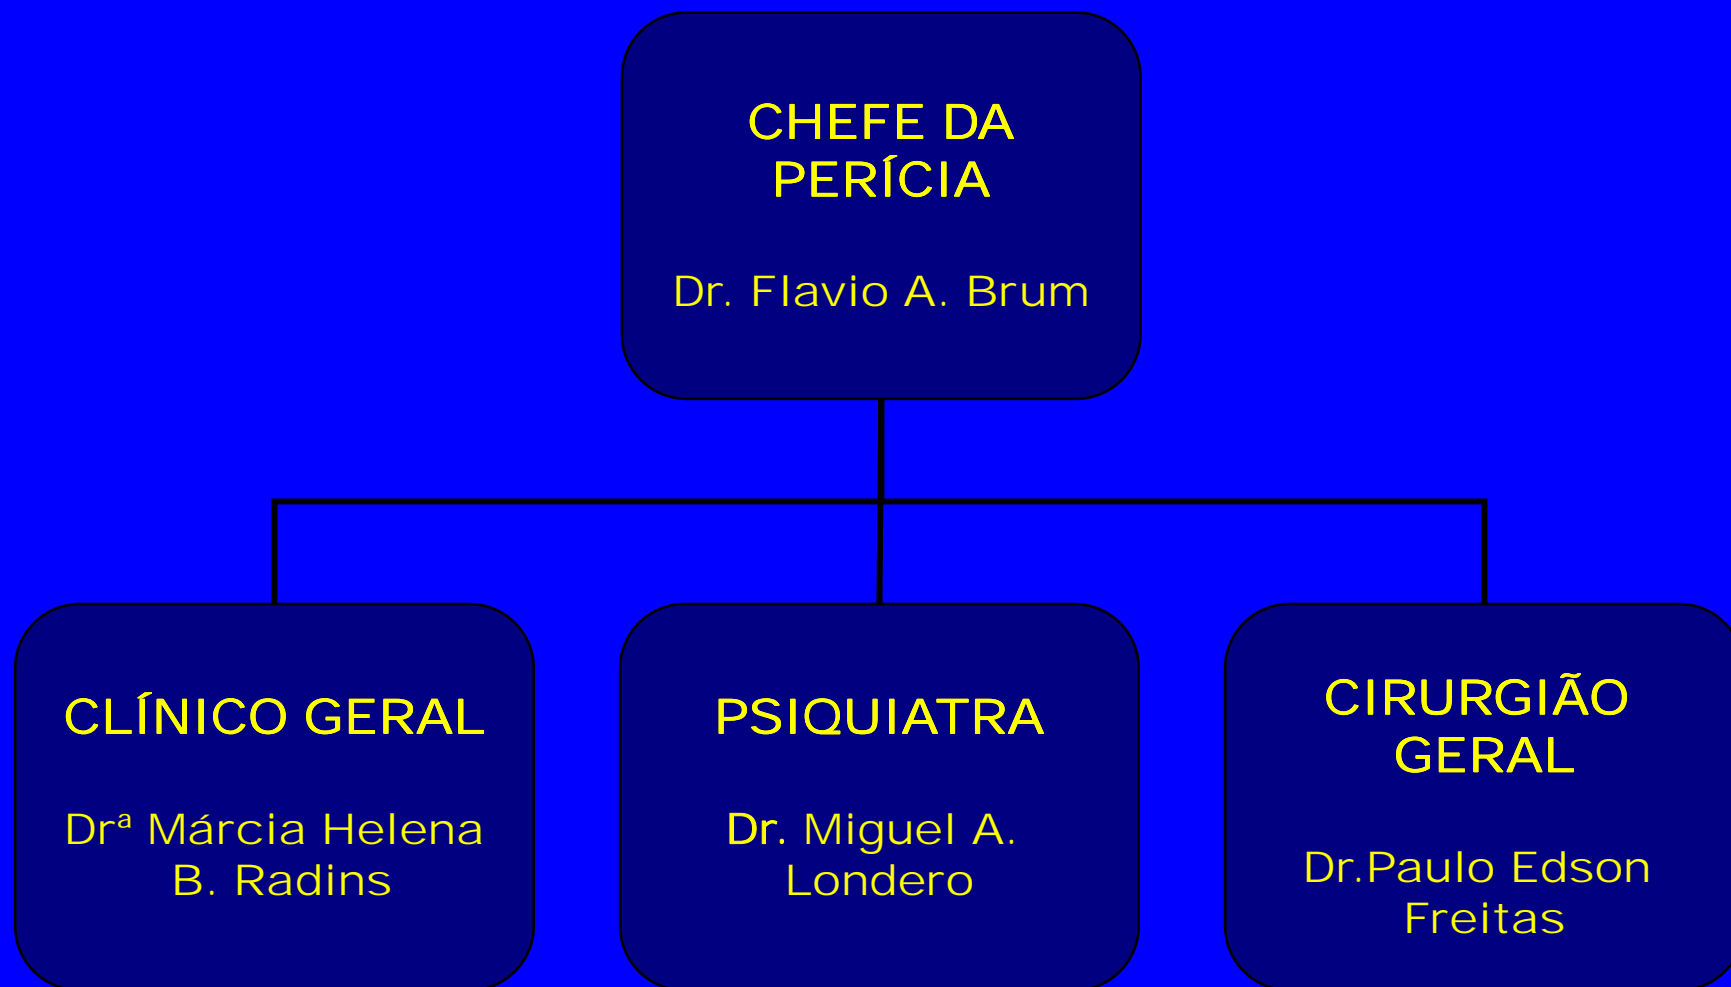 CHEFE DA
PERÍCIA
Dr. Flavio A. Brum
CLÍNICO GERAL
Drª Márcia Helena
B. Radins
PSIQUIATRA
Dr. Miguel A.
Londero
CIRURGIÃO
GERAL
Dr.Paulo Edson
Freitas